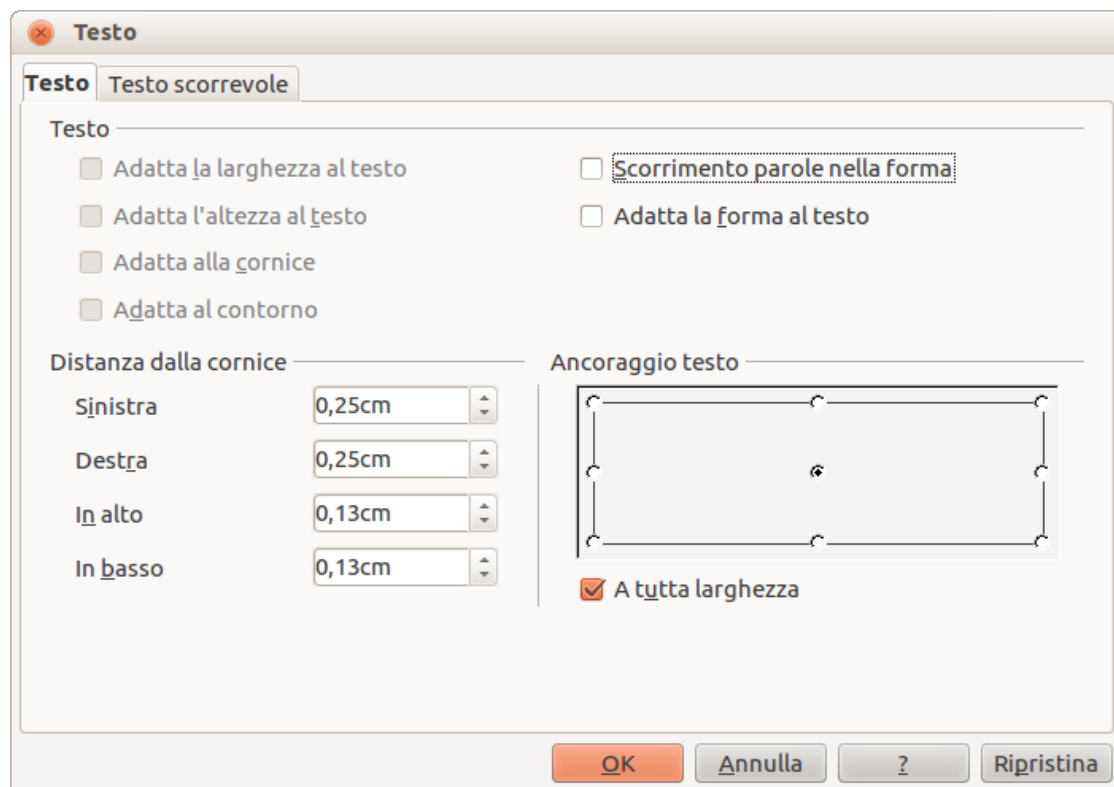 Testo
Testo Testo scorrevole
Testo
Adatta la larghezza al testo
Scorrimento parole nella forma
Adatta l'altezza al testo
Adatta la forma al testo
Adatta alla cornice
Adatta al contorno
Distanza dalla cornice
Sinistra 0,25cm
Destra 0,25cm
In alto 0,13cm
In basso 0,13cm
Ancoraggio testo
A tutta larghezza
OK Annulla ? Ripristina